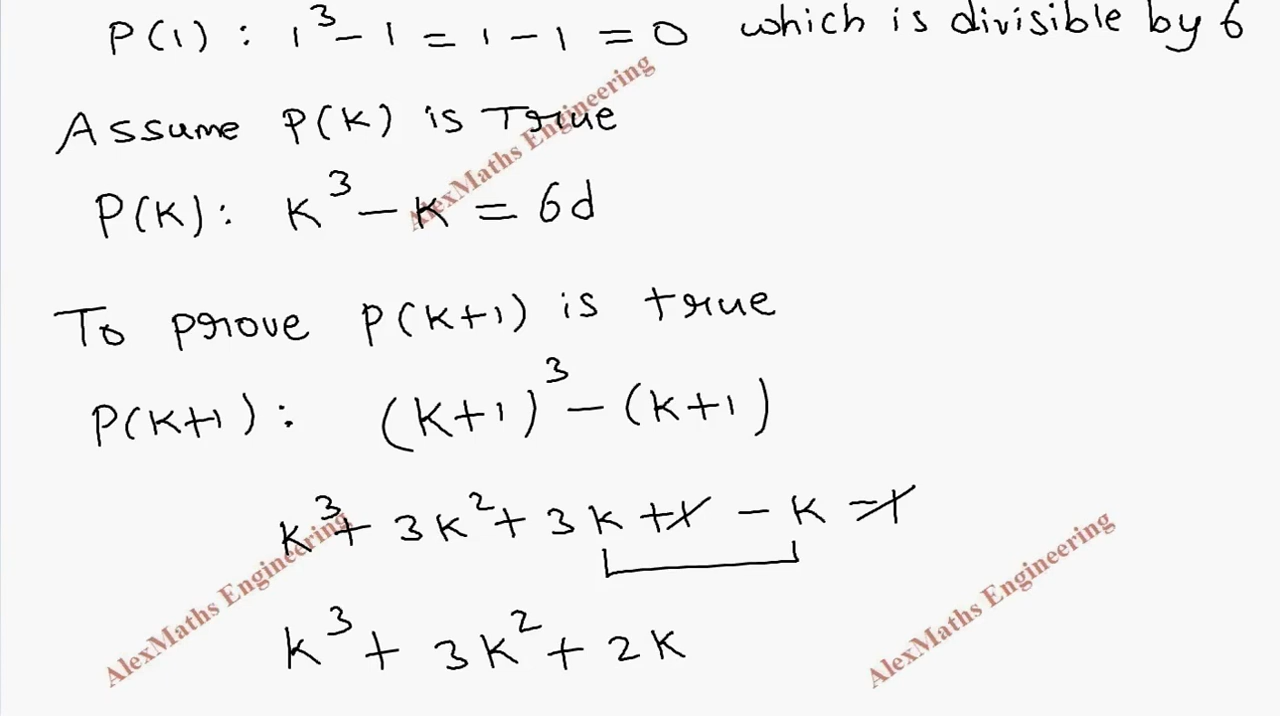 P(1) : 1³ - 1 = 1 - 1 = 0 which is divisible by 6
Assume P(K) is True
AlexMaths Engineering
P(K) : K³ - K = 6d
To prove P(K+1) is true
P(K+1) : (K+1)³ - (K+1)
K³ + 3K² + 3K + 1 - K - 1
AlexMaths Engineering
AlexMaths Engineering
K³ + 3K² + 2K